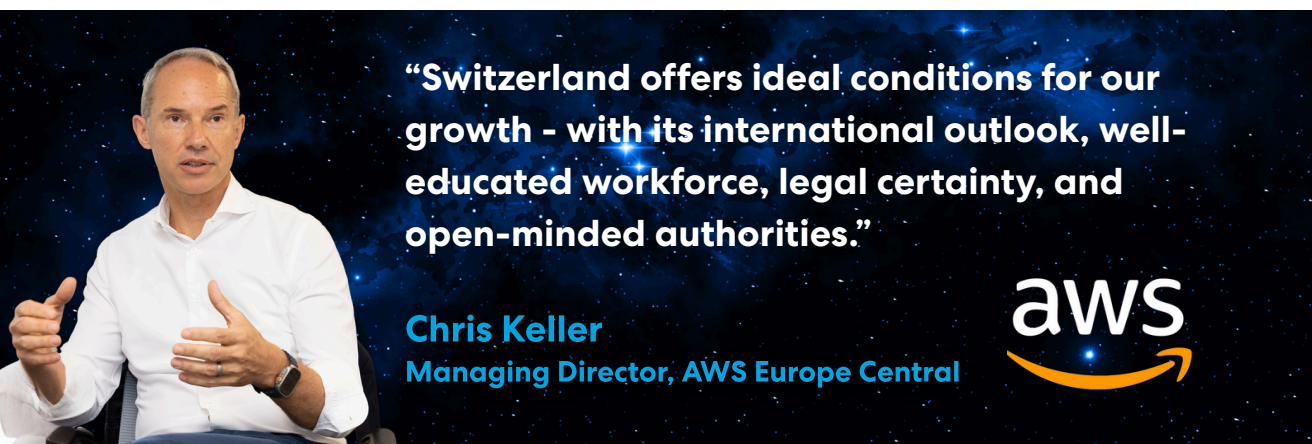 “Switzerland offers ideal conditions for our
growth - with its international outlook, well-
educated workforce, legal certainty, and
open-minded authorities.”
Chris Keller
Managing Director, AWS Europe Central
aws